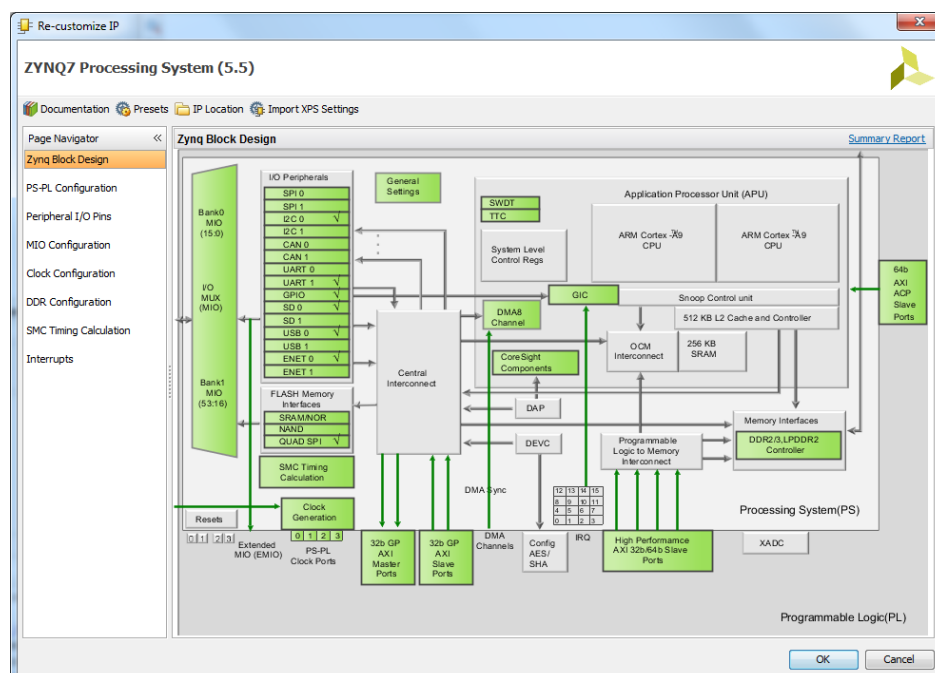 Re-customize IP
ZYNQ7 Processing System (5.5)
Documentation Presets IP Location Import XPS Settings
Page Navigator
Zynq Block Design
PS-PL Configuration
Peripheral I/O Pins
MIO Configuration
Clock Configuration
DDR Configuration
SMC Timing Calculation
Interrupts
Zynq Block Design
Summary Report
Bank0
MIO
(15:0)
I/O
MUX
(MIO)
Bank1
MIO
(53:16)
I/O Peripherals
SPI 0
SPI 1
I2C 0 √
I2C 1
CAN 0
CAN 1
UART 0
UART 1 √
GPIO √
SD 0 √
SD 1
USB 0 √
USB 1
ENET 0 √
ENET 1
FLASH Memory
Interfaces
SRAM/NOR
NAND
QUAD SPI √
SMC Timing
Calculation
General
Settings
Application Processor Unit (APU)
SWDT
TTC
System Level
Control Regs
ARM Cortex -A9
CPU
ARM Cortex -A9
CPU
64b
AXI
ACP
Slave
Ports
GIC
Snoop Control unit
DMA8
Channel
512 KB L2 Cache and Controller
OCM
Interconnect
256 KB
SRAM
Central
Interconnect
CoreSight
Components
DAP
DEVC
Programmable
Logic to Memory
Interconnect
Memory Interfaces
DDR2/3,LPDDR2
Controller
DMA Sync
12 13 14 15
8 9 10 11
4 5 6 7
0 1 2 3
Processing System(PS)
Resets
0 1 2 3
Clock
Generation
0 1 2 3
Extended
MIO (EMIO)
PS-PL
Clock Ports
32b GP
AXI
Master
Ports
32b GP
AXI
Slave
Ports
DMA
Channels
Config
AES/
SHA
IRQ
High Performance
AXI 32b/64b Slave
Ports
XADC
Programmable Logic(PL)
OK
Cancel